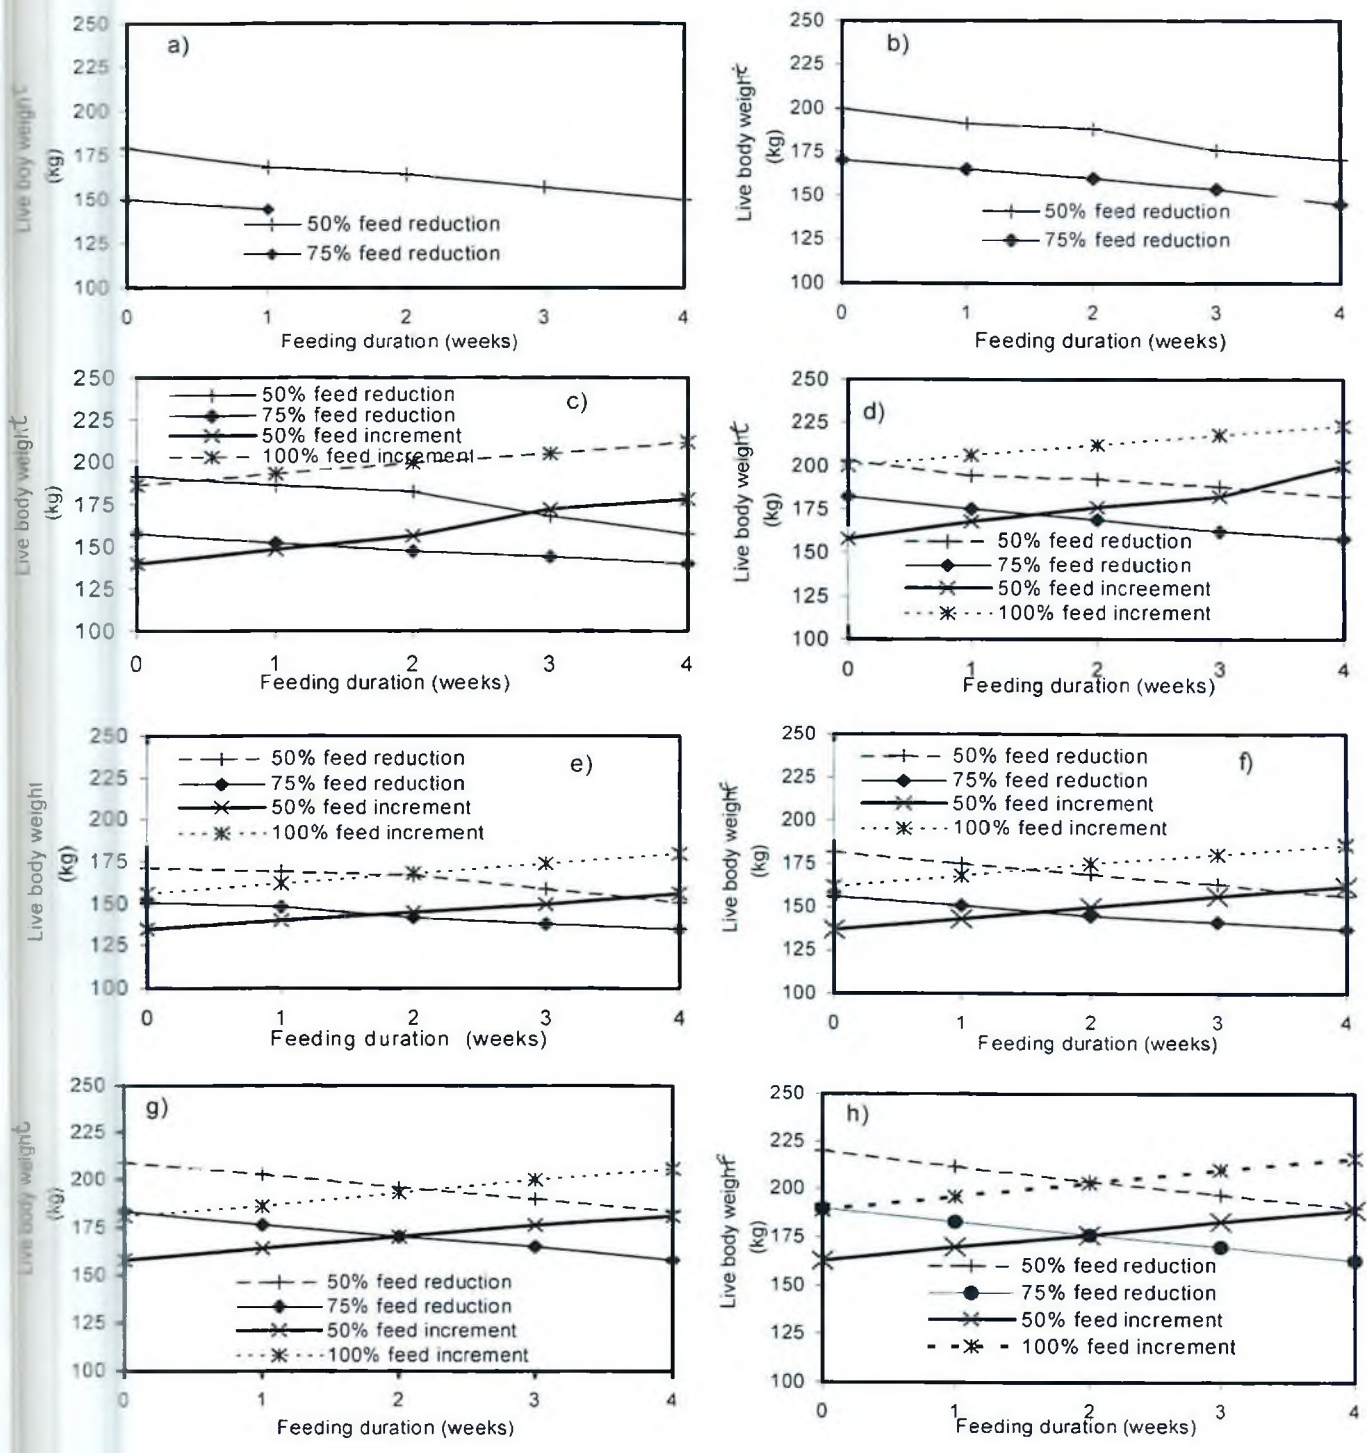 a)
250
225
200
175
150
125
100
Live boy weight
(kg)
50% feed reduction
75% feed reduction
0 1 2 3 4
Feeding duration (weeks)
b)
250
225
200
175
150
125
100
Live body weight
(kg)
50% feed reduction
75% feed reduction
0 1 2 3 4
Feeding duration (weeks)
c)
250
225
200
175
150
125
100
Live body weight
(kg)
50% feed reduction
75% feed reduction
50% feed increment
100% feed increment
0 1 2 3 4
Feeding duration (weeks)
d)
250
225
200
175
150
125
100
Live body weight
(kg)
50% feed reduction
75% feed reduction
50% feed increement
100% feed increment
0 1 2 3 4
Feeding duration (weeks)
e)
250
225
200
175
150
125
100
Live body weight
(kg)
50% feed reduction
75% feed reduction
50% feed increment
100% feed increment
0 1 2 3 4
Feeding duration (weeks)
f)
250
225
200
175
150
125
100
Live body weight
(kg)
50% feed reduction
75% feed reduction
50% feed increment
100% feed increment
0 1 2 3 4
Feeding duration (weeks)
g)
250
225
200
175
150
125
100
Live body weight
(kg)
50% feed reduction
75% feed reduction
50% feed increment
100% feed increment
0 1 2 3 4
Feeding duration (weeks)
h)
250
225
200
175
150
125
100
Live body weight
(kg)
50% feed reduction
75% feed reduction
50% feed increment
100% feed increment
0 1 2 3 4
Feeding duration (weeks)